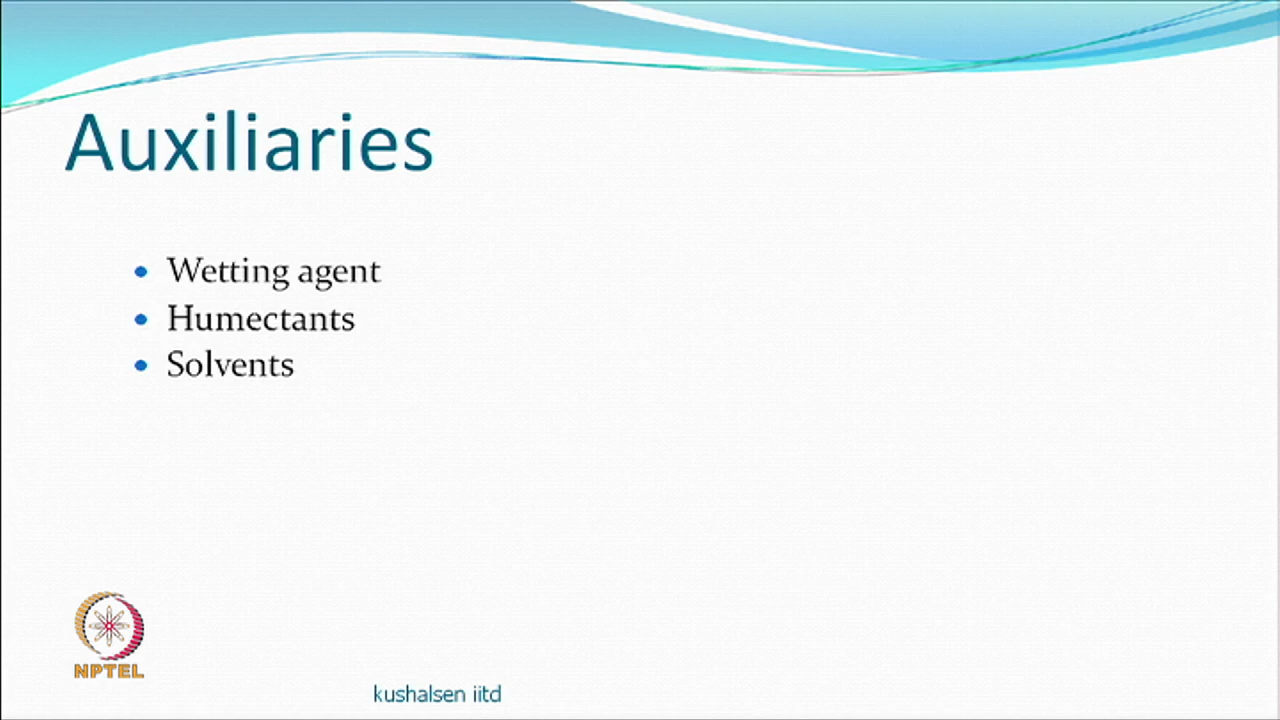 Auxiliaries
Wetting agent
Humectants
Solvents
NPTEL
kushalsen iitd